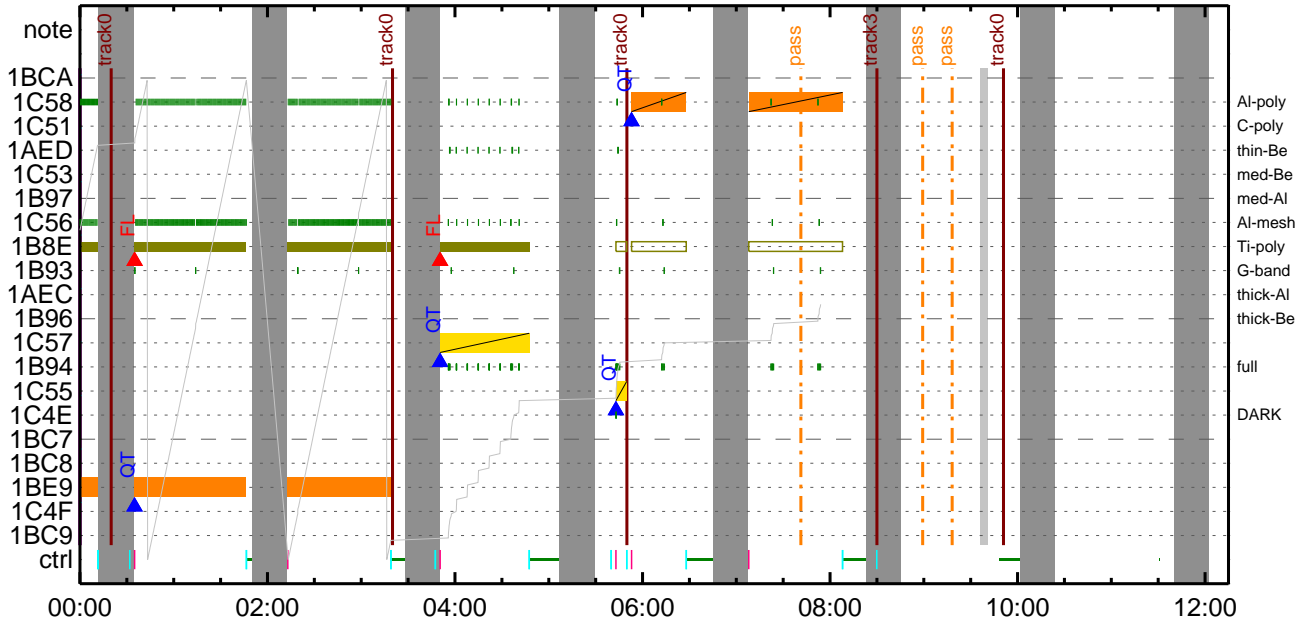 note
track0
track0
track0
pass
track3
pass
pass
track0
1BCA
QT
1C58
Al-poly
1C51
C-poly
1AED
thin-Be
1C53
med-Be
1B97
med-Al
1C56
Al-mesh
FL
FL
1B8E
Ti-poly
1B93
G-band
1AEC
thick-Al
1B96
thick-Be
QT
1C57
1B94
full
QT
1C55
1C4E
DARK
1BC7
1BC8
QT
1BE9
1C4F
1BC9
ctrl
00:00 02:00 04:00 06:00 08:00 10:00 12:00